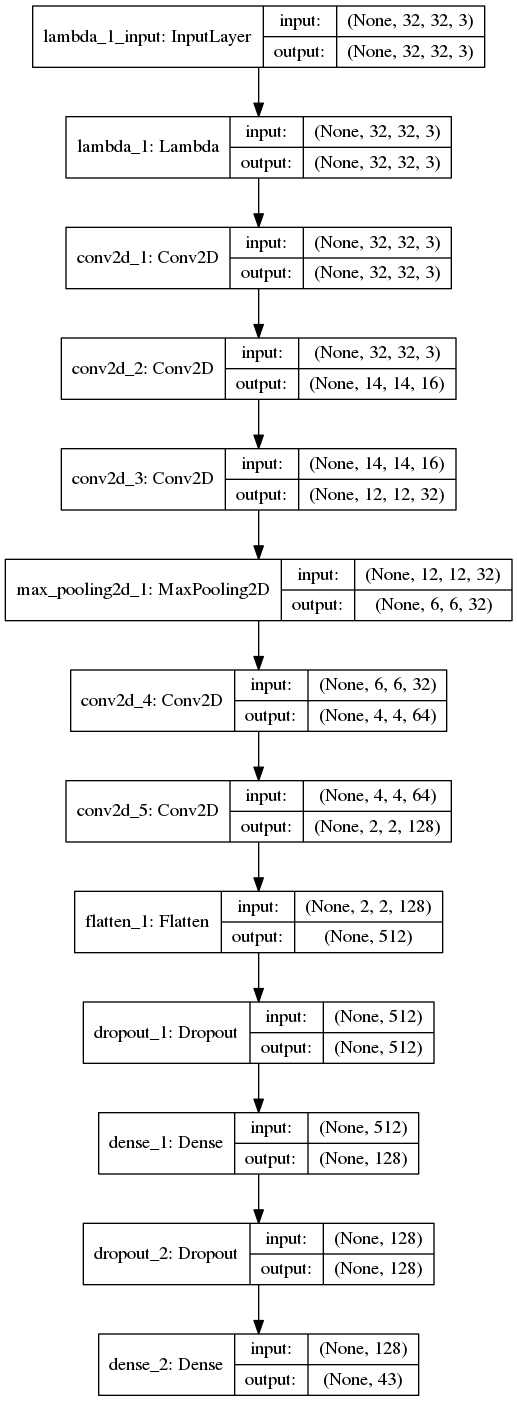 lambda_1_input: InputLayer
input: (None, 32, 32, 3)
output: (None, 32, 32, 3)
lambda_1: Lambda
input: (None, 32, 32, 3)
output: (None, 32, 32, 3)
conv2d_1: Conv2D
input: (None, 32, 32, 3)
output: (None, 32, 32, 3)
conv2d_2: Conv2D
input: (None, 32, 32, 3)
output: (None, 14, 14, 16)
conv2d_3: Conv2D
input: (None, 14, 14, 16)
output: (None, 12, 12, 32)
max_pooling2d_1: MaxPooling2D
input: (None, 12, 12, 32)
output: (None, 6, 6, 32)
conv2d_4: Conv2D
input: (None, 6, 6, 32)
output: (None, 4, 4, 64)
conv2d_5: Conv2D
input: (None, 4, 4, 64)
output: (None, 2, 2, 128)
flatten_1: Flatten
input: (None, 2, 2, 128)
output: (None, 512)
dropout_1: Dropout
input: (None, 512)
output: (None, 512)
dense_1: Dense
input: (None, 512)
output: (None, 128)
dropout_2: Dropout
input: (None, 128)
output: (None, 128)
dense_2: Dense
input: (None, 128)
output: (None, 43)